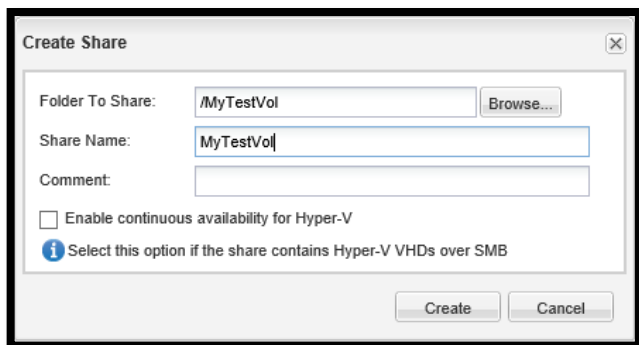 Create Share
Folder To Share: /MyTestVol Browse...
Share Name: MyTestVol
Comment:
Enable continuous availability for Hyper-V
Select this option if the share contains Hyper-V VHDs over SMB
Create Cancel